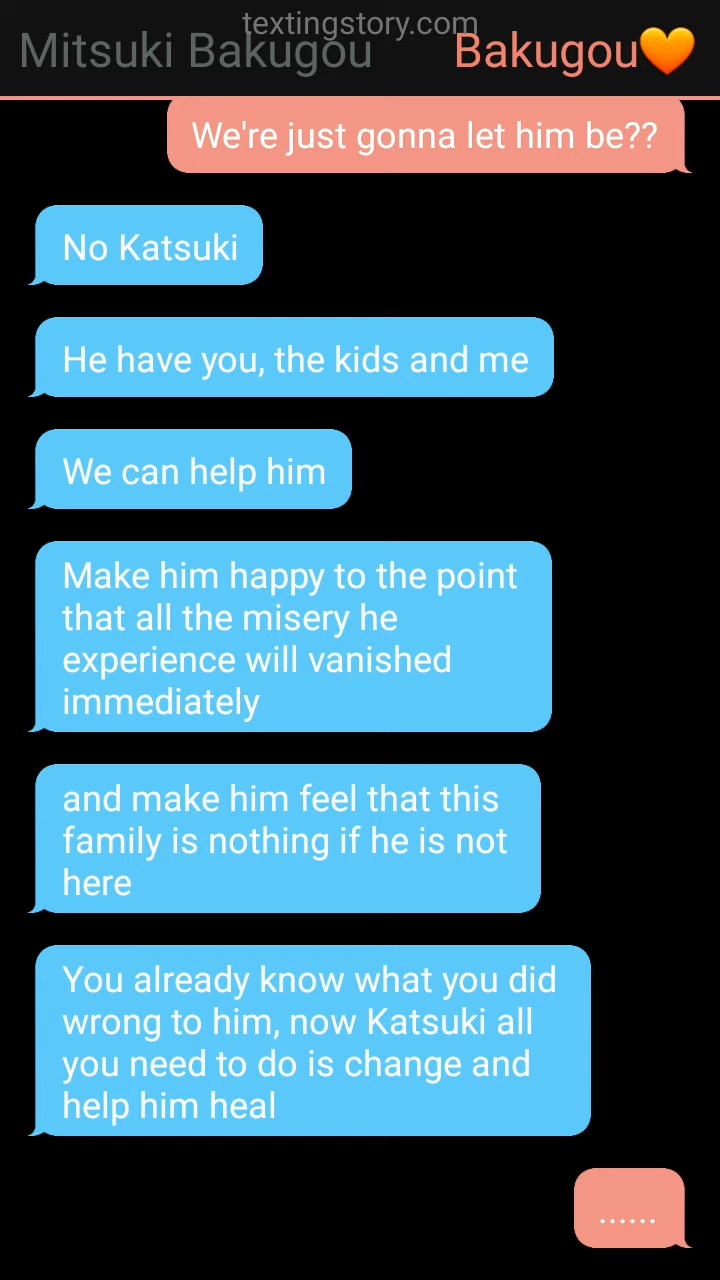 textingstory.com
Mitsuki Bakugou
Bakugou🧡
We're just gonna let him be??
No Katsuki
He have you, the kids and me
We can help him
Make him happy to the point
that all the misery he
experience will vanished
immediately
and make him feel that this
family is nothing if he is not
here
You already know what you did
wrong to him, now Katsuki all
you need to do is change and
help him heal
......